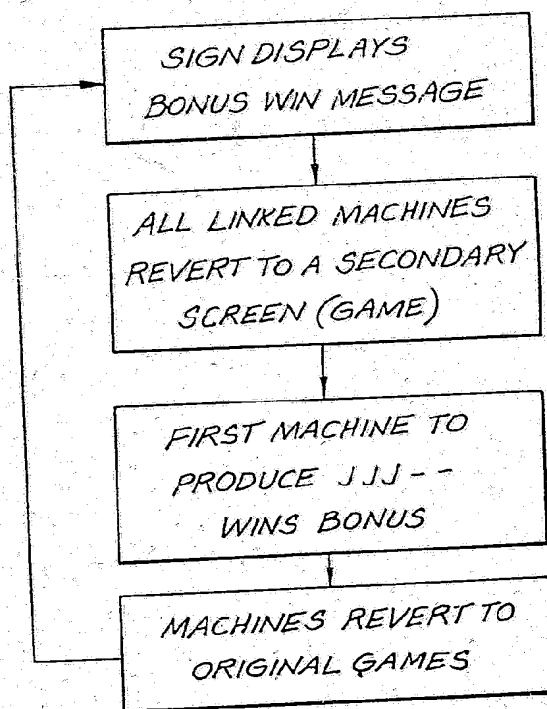 SIGN DISPLAYS
BONUS WIN MESSAGE
ALL LINKED MACHINES
REVERT TO A SECONDARY
SCREEN (GAME)
FIRST MACHINE TO
PRODUCE JJJ--
WINS BONUS
MACHINES REVERT TO
ORIGINAL GAMES